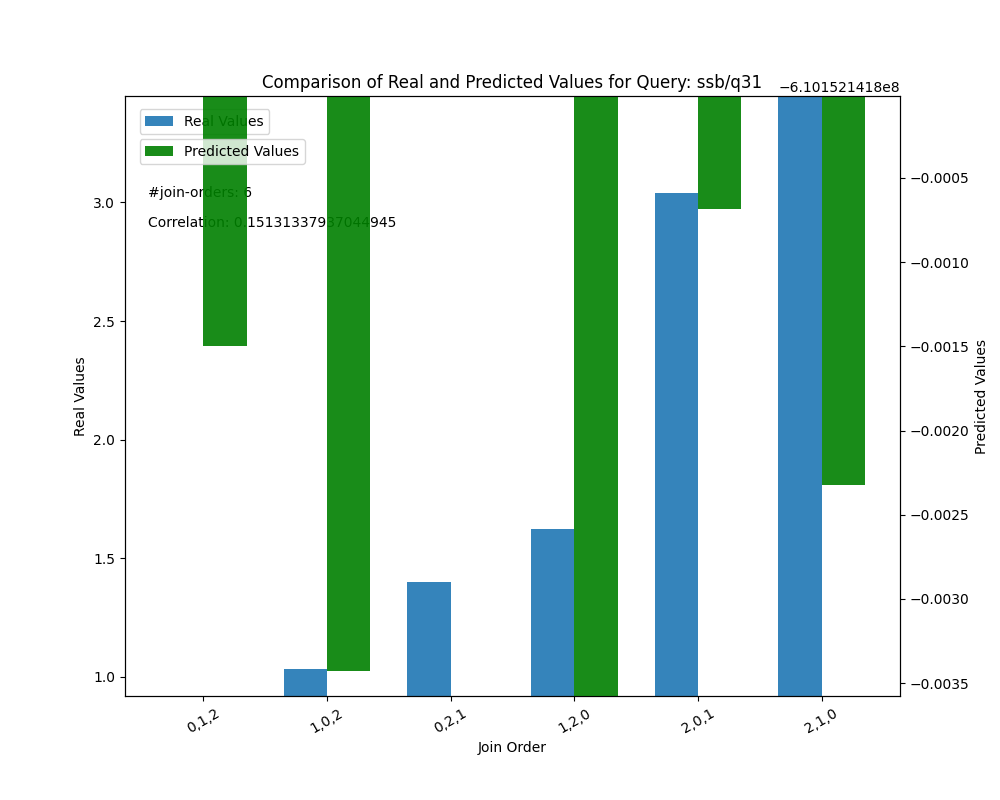 Comparison of Real and Predicted Values for Query: ssb/q31
−6.101521418e8
Real Values
Predicted Values
#join-orders: 6
Correlation: 0.15131337937044945
3.0
2.5
2.0
1.5
1.0
Real Values
−0.0005
−0.0010
−0.0015
−0.0020
−0.0025
−0.0030
−0.0035
Predicted Values
0,1,2
1,0,2
0,2,1
1,2,0
2,0,1
2,1,0
Join Order